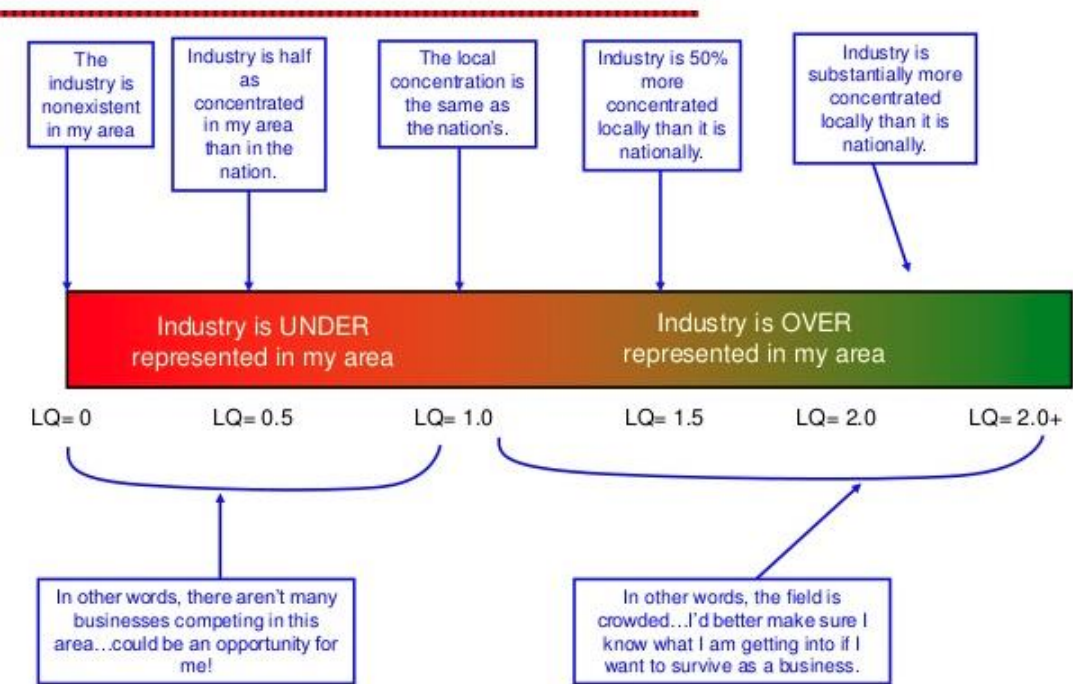 The
industry is
nonexistent
in my area
Industry is half
as
concentrated
in my area
than in the
nation.
The local
concentration is
the same as
the nation's.
Industry is 50%
more
concentrated
locally than it is
nationally.
Industry is
substantially more
concentrated
locally than it is
nationally.
Industry is UNDER
represented in my area
Industry is OVER
represented in my area
LQ= 0
LQ= 0.5
LQ= 1.0
LQ= 1.5
LQ= 2.0
LQ= 2.0+
In other words, there aren't many
businesses competing in this
area…could be an opportunity for
me!
In other words, the field is
crowded…I'd better make sure I
know what I am getting into if I
want to survive as a business.